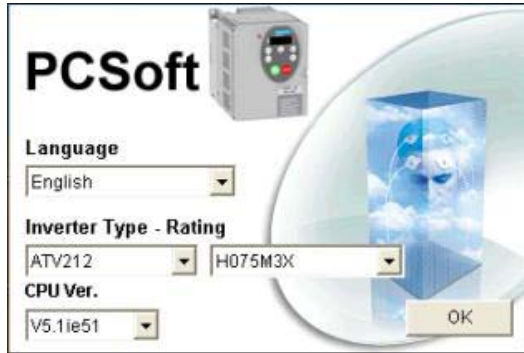 PCSoft
Language
English
Inverter Type - Rating
ATV212 H075M3X
CPU Ver.
V5.1ie51
OK